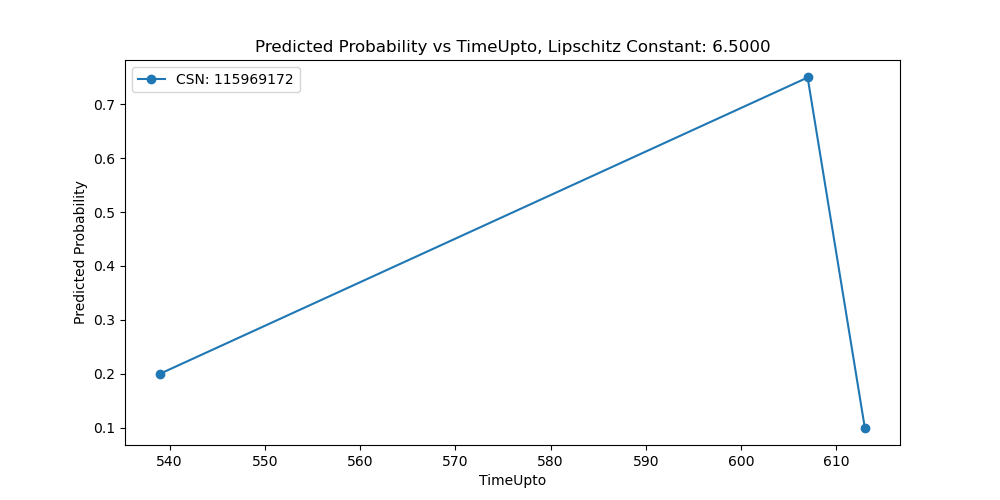 Predicted Probability vs TimeUpto, Lipschitz Constant: 6.5000
CSN: 115969172
0.7
0.6
0.5
0.4
0.3
0.2
0.1
Predicted Probability
540 550 560 570 580 590 600 610
TimeUpto